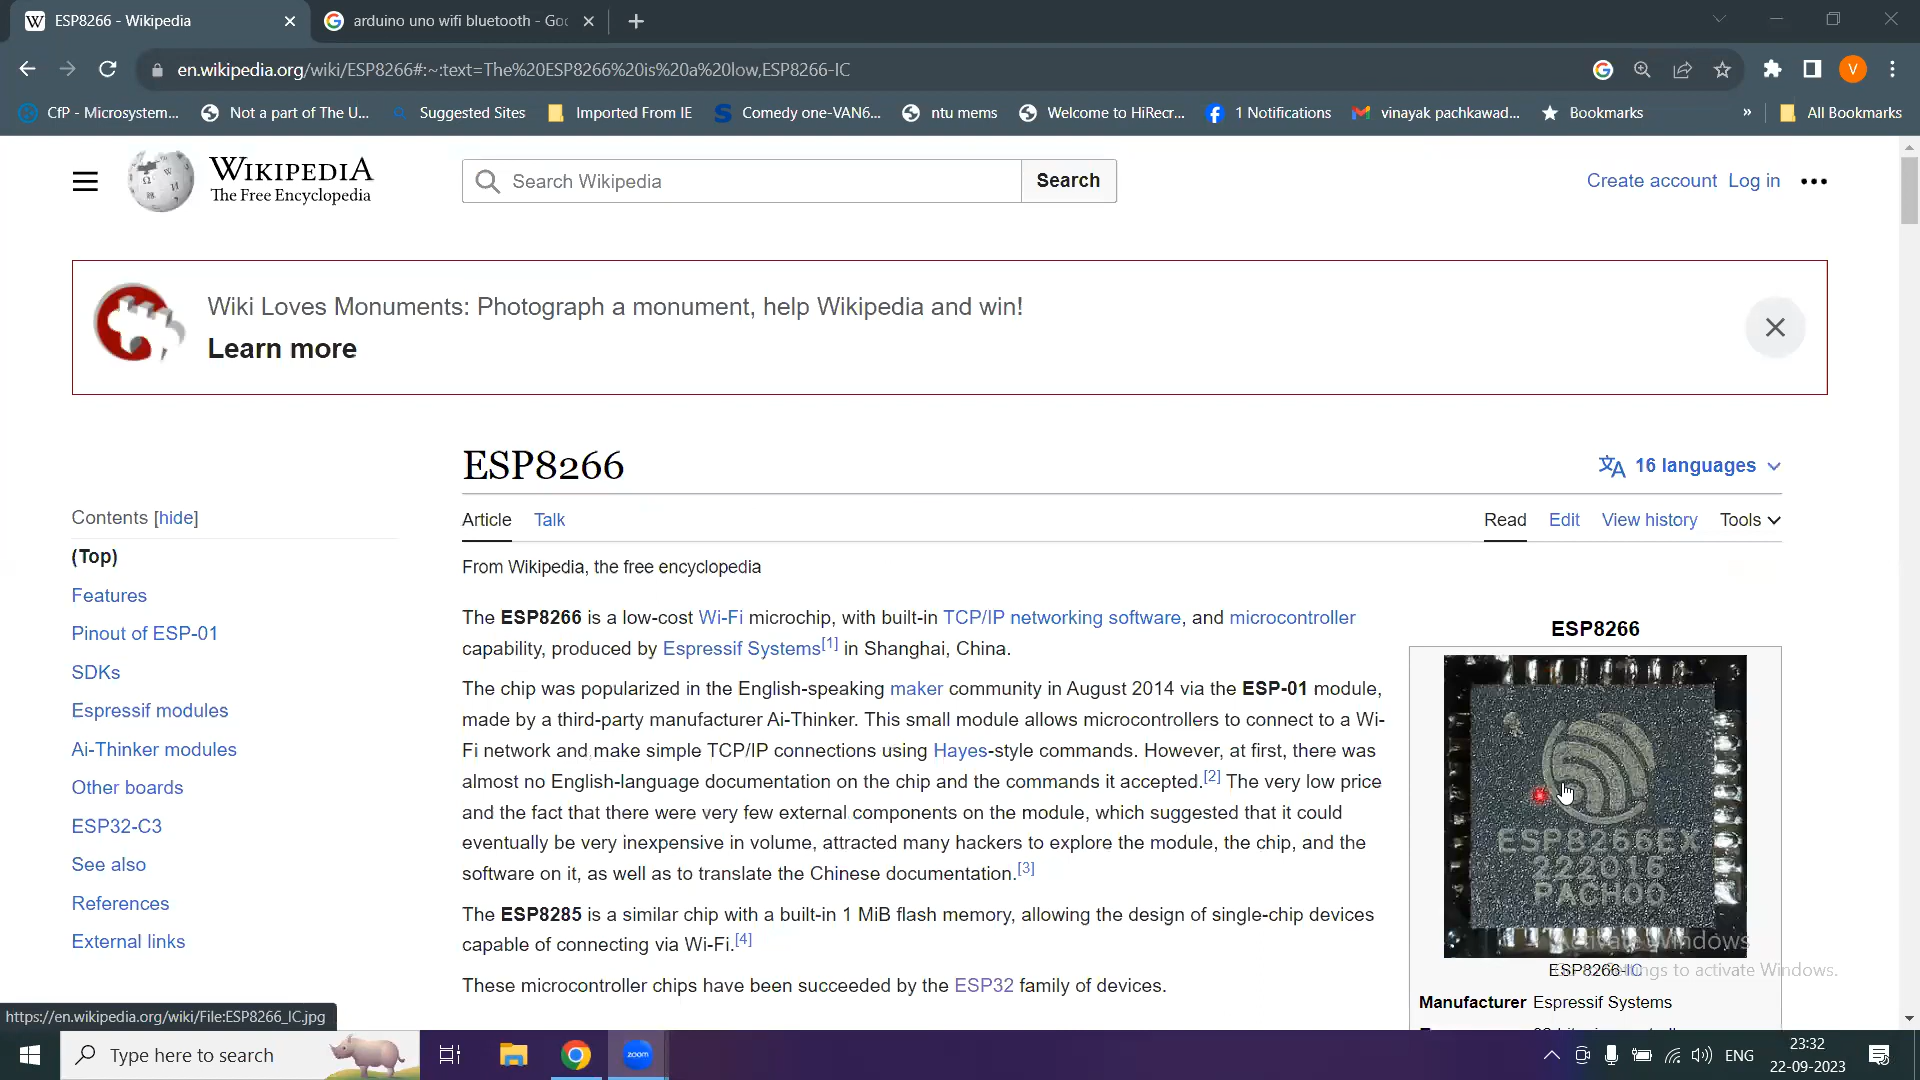 ESP8266 - Wikipedia
arduino uno wifi bluetooth - Goo
en.wikipedia.org/wiki/ESP8266#:~:text=The%20ESP8266%20is%20a%20low,ESP8266-IC
V
CfP - Microsystem...
Not a part of The U...
Suggested Sites
Imported From IE
Comedy one-VAN6...
ntu mems
Welcome to HiRecr...
1 Notifications
vinayak pachkawad...
Bookmarks
»
All Bookmarks
WIKIPEDIA
The Free Encyclopedia
Search Wikipedia
Search
Create account
Log in
Wiki Loves Monuments: Photograph a monument, help Wikipedia and win!
Learn more
ESP8266
16 languages
Contents [hide]
Article
Talk
Read
Edit
View history
Tools
(Top)
Features
Pinout of ESP-01
SDKs
Espressif modules
Ai-Thinker modules
Other boards
ESP32-C3
See also
References
External links
From Wikipedia, the free encyclopedia
The ESP8266 is a low-cost Wi-Fi microchip, with built-in TCP/IP networking software, and microcontroller
capability, produced by Espressif Systems[1] in Shanghai, China.
The chip was popularized in the English-speaking maker community in August 2014 via the ESP-01 module,
made by a third-party manufacturer Ai-Thinker. This small module allows microcontrollers to connect to a Wi-
Fi network and make simple TCP/IP connections using Hayes-style commands. However, at first, there was
almost no English-language documentation on the chip and the commands it accepted.[2] The very low price
and the fact that there were very few external components on the module, which suggested that it could
eventually be very inexpensive in volume, attracted many hackers to explore the module, the chip, and the
software on it, as well as to translate the Chinese documentation.[3]
The ESP8285 is a similar chip with a built-in 1 MiB flash memory, allowing the design of single-chip devices
capable of connecting via Wi-Fi.[4]
These microcontroller chips have been succeeded by the ESP32 family of devices.
ESP8266
ESP8266EX
222016
PACH00
Activate Windows
Go to Settings to activate Windows.
ESP8266-IC
Manufacturer Espressif Systems
https://en.wikipedia.org/wiki/File:ESP8266_IC.jpg
Type here to search
zoom
ENG
23:32
22-09-2023